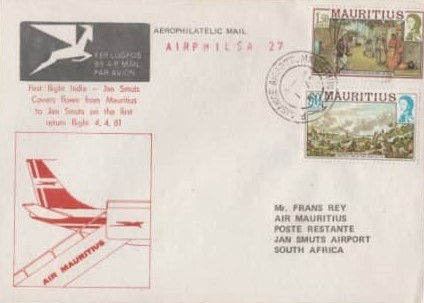 AEROPHILATELIC MAIL
AIRPHILSA 27
PER LUGPOS
BY AIR MAIL
PAR AVION
First flight India - Jan Smuts
Covers flown from Mauritius
to Jan Smuts on the first
return flight 4. 4. 81
1.50 MAURITIUS
MAURITIUS
AIR MAURITIUS
Mr. FRANS REY
AIR MAURITIUS
POSTE RESTANTE
JAN SMUTS AIRPORT
SOUTH AFRICA